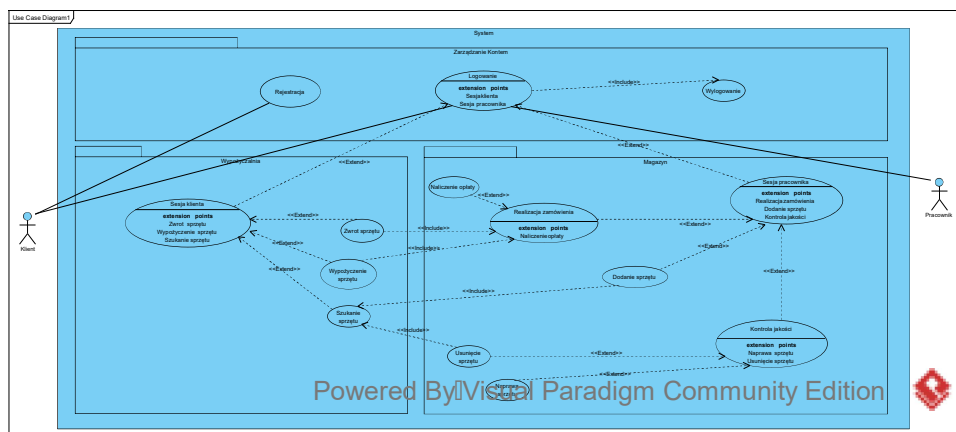 Use Case Diagram1
System
Zarządzanie Kontem
Logowanie
extension points
Sesja klienta
Sesja pracownika
<<Include>>
Wylogowanie
Rejestracja
Wypożyczalnia
<<Extend>>
<<Extend>>
Magazyn
Sesja klienta
extension points
Zwrot sprzętu
Wypożyczenie sprzętu
Szukanie sprzętu
<<Extend>>
Zwrot sprzętu
<<Include>>
<<Extend>>
Wypożyczenie
sprzętu
<<Include>>
<<Extend>>
Szukanie
sprzętu
Naliczenie opłaty
<<Extend>>
Realizacja zamówienia
extension points
Naliczenie opłaty
<<Extend>>
Sesja pracownika
extension points
Realizacja zamówienia
Dodanie sprzętu
Kontrola jakości
<<Extend>>
Dodanie sprzętu
<<Include>>
<<Extend>>
<<Include>>
Usunięcie
sprzętu
<<Extend>>
<<Extend>>
Kontrola jakości
extension points
Naprawa sprzętu
Usunięcie sprzętu
Klient
Pracownik
Powered By Visual Paradigm Community Edition